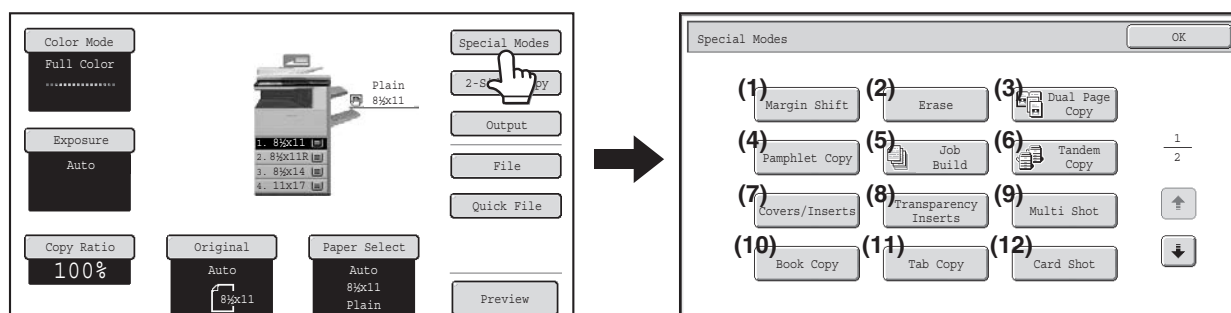 Color Mode
Full Color
Exposure
Auto
Copy Ratio
100%
Original
Auto
8½x11
Paper Select
Auto
8½x11
Plain
Plain
8½x11
1. 8½x11
2. 8½x11R
3. 8½x14
4. 11x17
Special Modes
2-S py
Output
File
Quick File
Preview
Special Modes
OK
(1) Margin Shift
(2) Erase
(3) Dual Page
Copy
(4) Pamphlet Copy
(5) Job
Build
(6) Tandem
Copy
(7) Covers/Inserts
(8) Transparency
Inserts
(9) Multi Shot
(10) Book Copy
(11) Tab Copy
(12) Card Shot
1
2